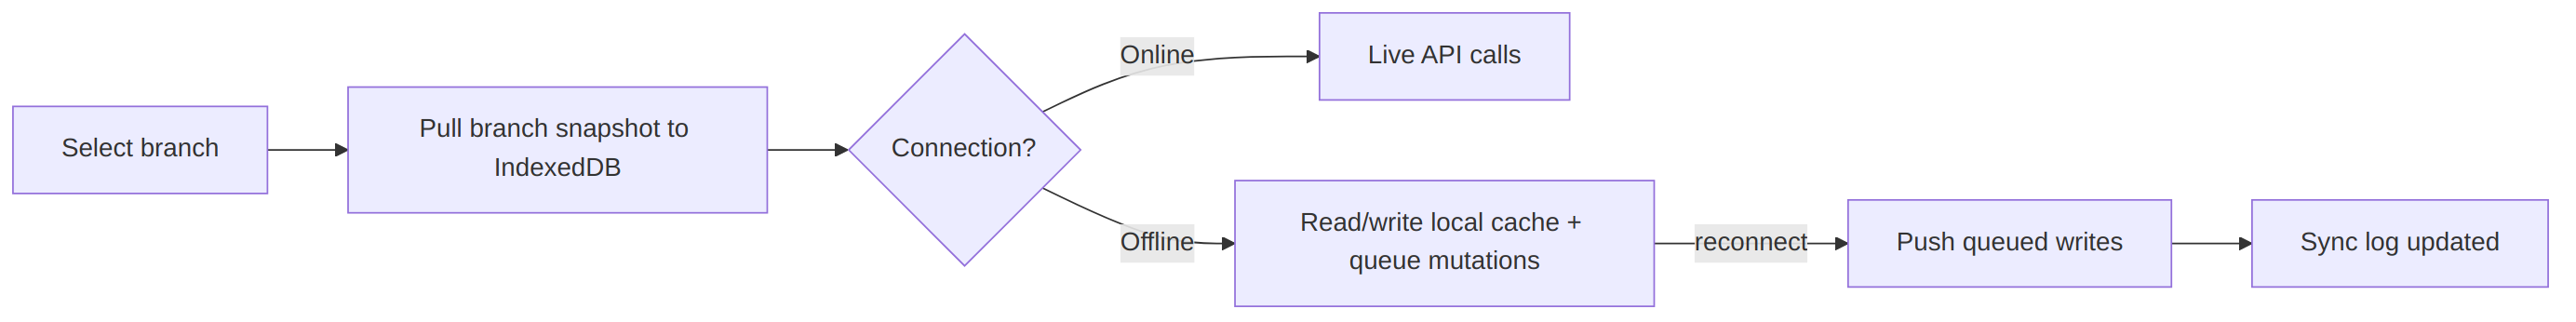 Select branch
Pull branch snapshot to
IndexedDB
Connection?
Online
Live API calls
Offline
Read/write local cache +
queue mutations
reconnect
Push queued writes
Sync log updated